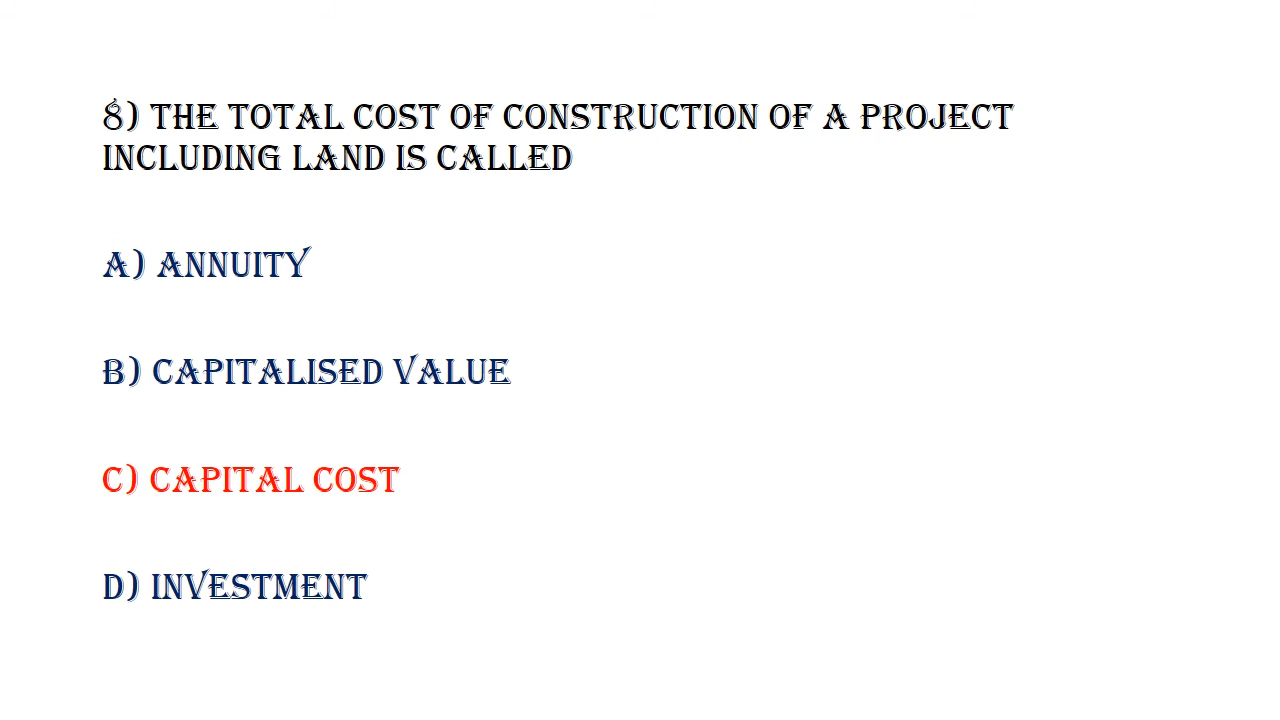 8) THE TOTAL COST OF CONSTRUCTION OF A PROJECT
INCLUDING LAND IS CALLED
A) ANNUITY
B) CAPITALISED VALUE
C) CAPITAL COST
D) INVESTMENT